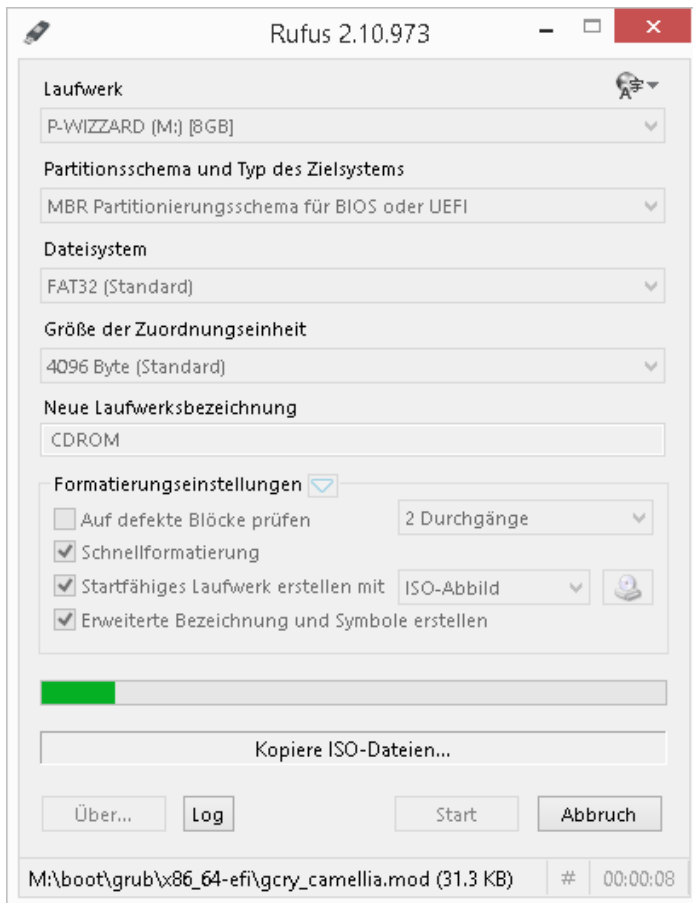 Rufus 2.10.973
Laufwerk
P-WIZZARD (M:) [8GB]
Partitionsschema und Typ des Zielsystems
MBR Partitionierungsschema für BIOS oder UEFI
Dateisystem
FAT32 (Standard)
Größe der Zuordnungseinheit
4096 Byte (Standard)
Neue Laufwerksbezeichnung
CDROM
Formatierungseinstellungen
Auf defekte Blöcke prüfen 2 Durchgänge
Schnellformatierung
Startfähiges Laufwerk erstellen mit ISO-Abbild
Erweiterte Bezeichnung und Symbole erstellen
Kopiere ISO-Dateien...
Über... Log Start Abbruch
M:\boot\grub\x86_64-efi\gcry_camellia.mod (31.3 KB) # 00:00:08